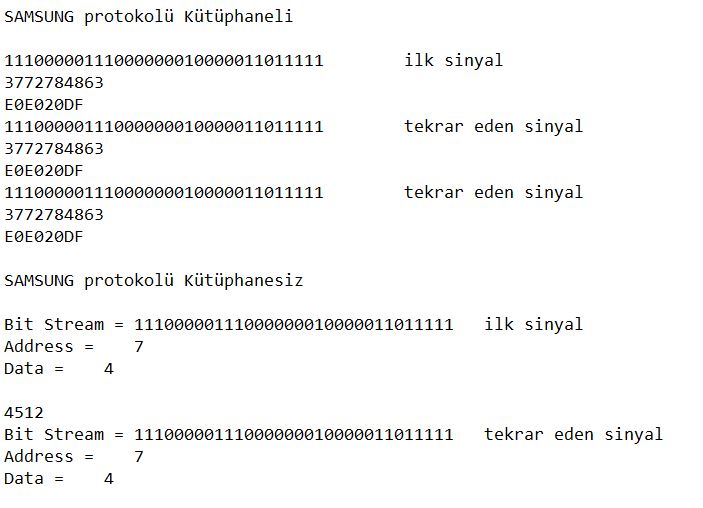 SAMSUNG protokolü Kütüphaneli
11100000111000000010000011011111        ilk sinyal
3772784863
E0E020DF
11100000111000000010000011011111        tekrar eden sinyal
3772784863
E0E020DF
11100000111000000010000011011111        tekrar eden sinyal
3772784863
E0E020DF
SAMSUNG protokolü Kütüphanesiz
Bit Stream = 11100000111000000010000011011111   ilk sinyal
Address =    7
Data =    4
4512
Bit Stream = 11100000111000000010000011011111   tekrar eden sinyal
Address =    7
Data =    4